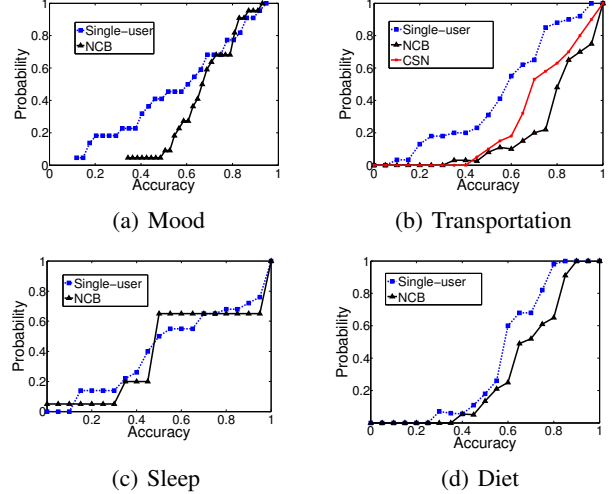 1
0.8
0.6
0.4
0.2
0
0 0.2 0.4 0.6 0.8 1
Probability
Accuracy
Single-user
NCB
(a) Mood
1
0.8
0.6
0.4
0.2
0
0 0.2 0.4 0.6 0.8 1
Probability
Accuracy
Single-user
NCB
CSN
(b) Transportation
1
0.8
0.6
0.4
0.2
0
0.2 0.4 0.6 0.8 1
Probability
Accuracy
Single-user
NCB
(c) Sleep
1
0.8
0.6
0.4
0.2
0 0.2 0.4 0.6 0.8 1
Probability
Accuracy
Single-user
NCB
(d) Diet